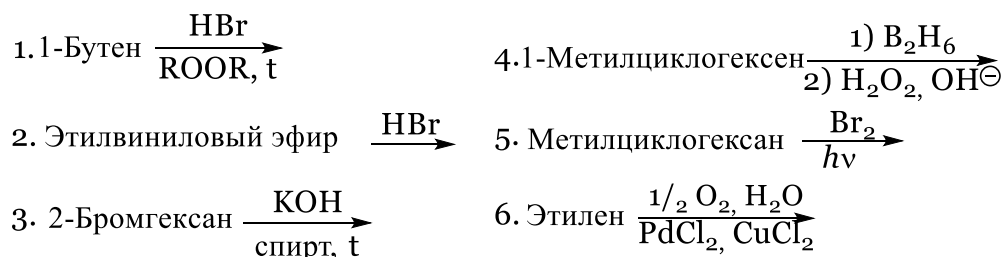 1. 1-Бутен HBr ROOR, t
2. Этилвиниловый эфир HBr
3. 2-Бромгексан KOH спирт, t
4. 1-Метилциклогексен 1) B₂H₆ 2) H₂O₂, OH⊖
5. Метилциклогексан Br₂ hν
6. Этилен 1/₂ O₂, H₂O PdCl₂, CuCl₂